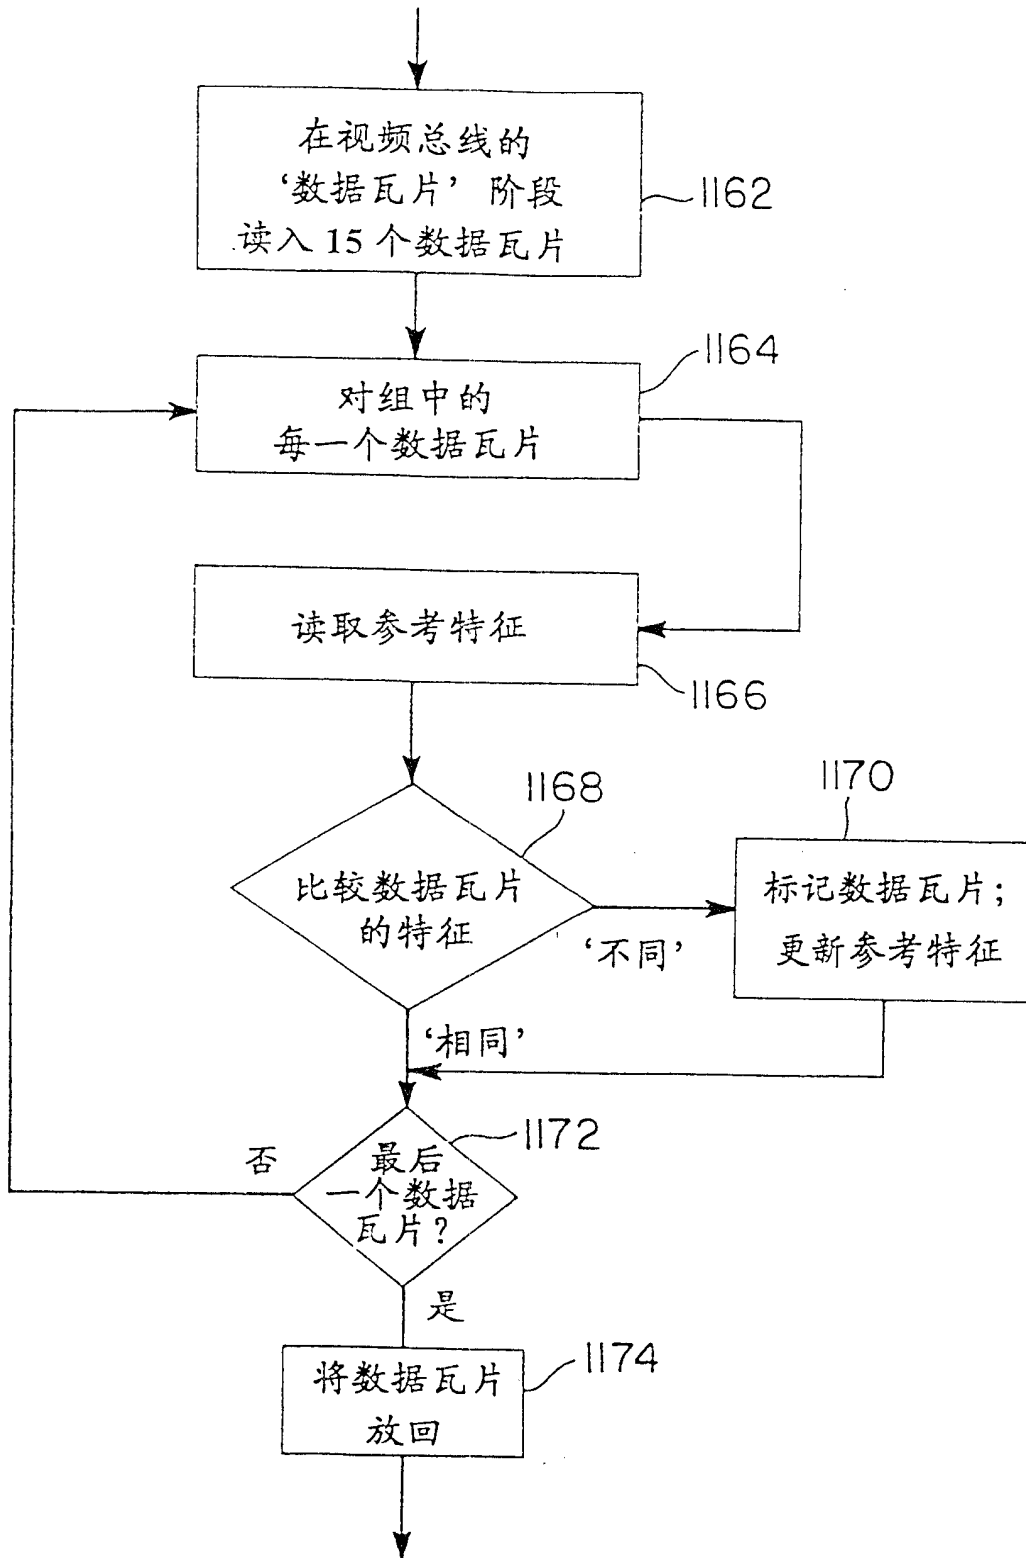 在视频总线的
‘数据瓦片’阶段
读入 15 个数据瓦片
1162
1164
对组中的
每一个数据瓦片
读取参考特征
1166
1168
1170
比较数据瓦片
的特征
‘不同’
标记数据瓦片;
更新参考特征
‘相同’
1172
否
最后
一个数据
瓦片?
是
1174
将数据瓦片
放回